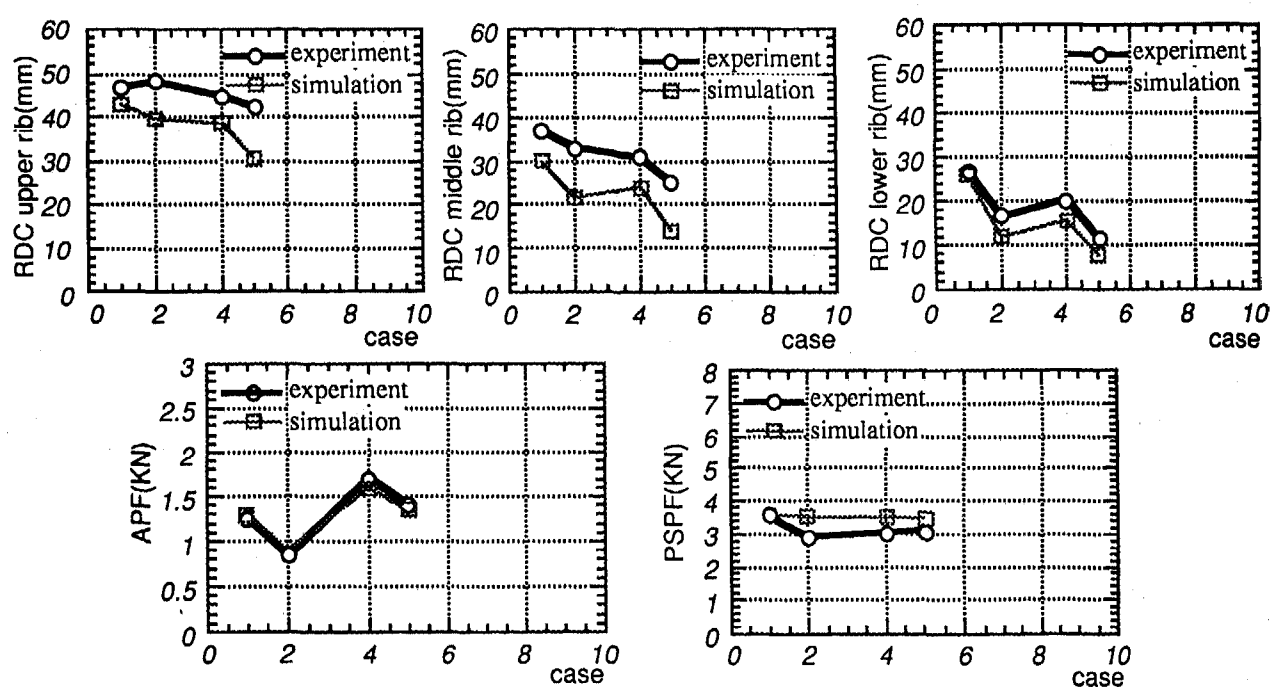 RDC upper rib(mm)
60
50
40
30
20
10
0
experiment
simulation
0 2 4 6 8 10
case
RDC middle rib(mm)
60
50
40
30
20
10
0
experiment
simulation
0 2 4 6 8 10
case
RDC lower rib(mm)
60
50
40
30
20
10
0
experiment
simulation
0 2 4 6 8 10
case
APF(KN)
3
2.5
2
1.5
1
0.5
0
experiment
simulation
0 2 4 6 8 10
case
PSPF(KN)
8
7
6
5
4
3
2
1
0
experiment
simulation
0 2 4 6 8 10
case